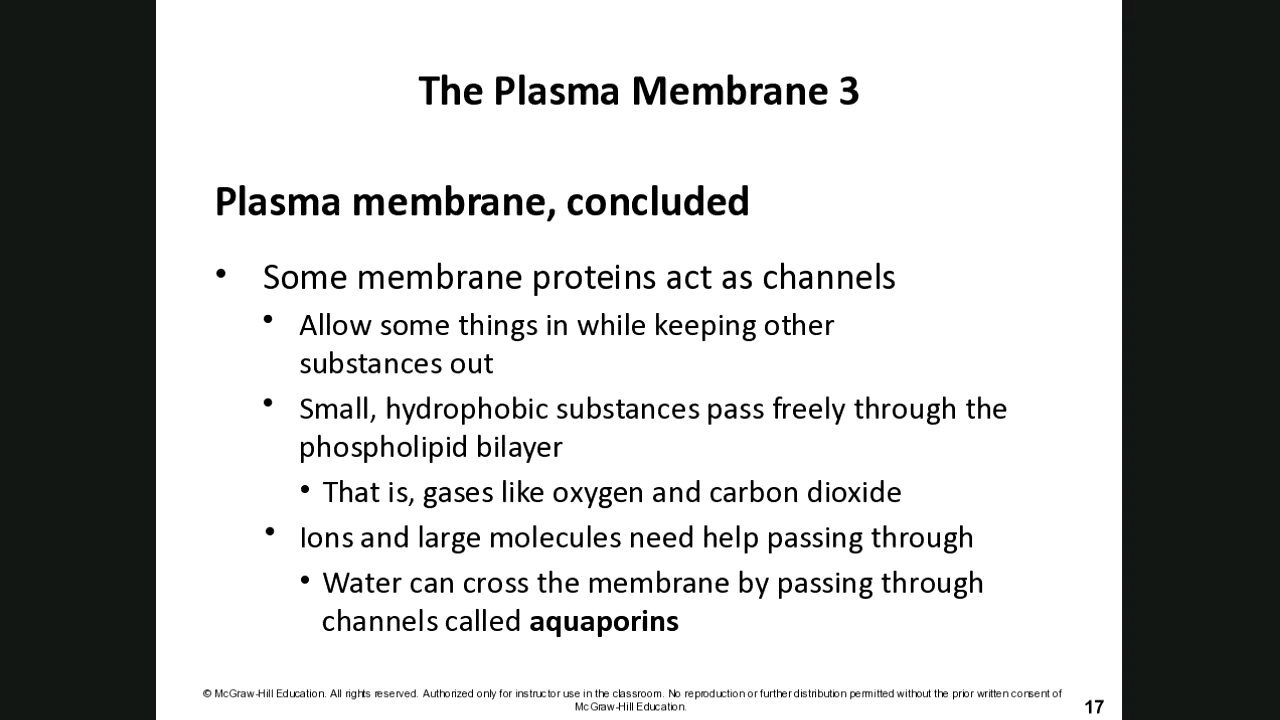 The Plasma Membrane 3
Plasma membrane, concluded
• Some membrane proteins act as channels
• Allow some things in while keeping other
substances out
• Small, hydrophobic substances pass freely through the
phospholipid bilayer
• That is, gases like oxygen and carbon dioxide
• Ions and large molecules need help passing through
• Water can cross the membrane by passing through
channels called aquaporins
© McGraw-Hill Education. All rights reserved. Authorized only for instructor use in the classroom. No reproduction or further distribution permitted without the prior written consent of
McGraw-Hill Education.
17